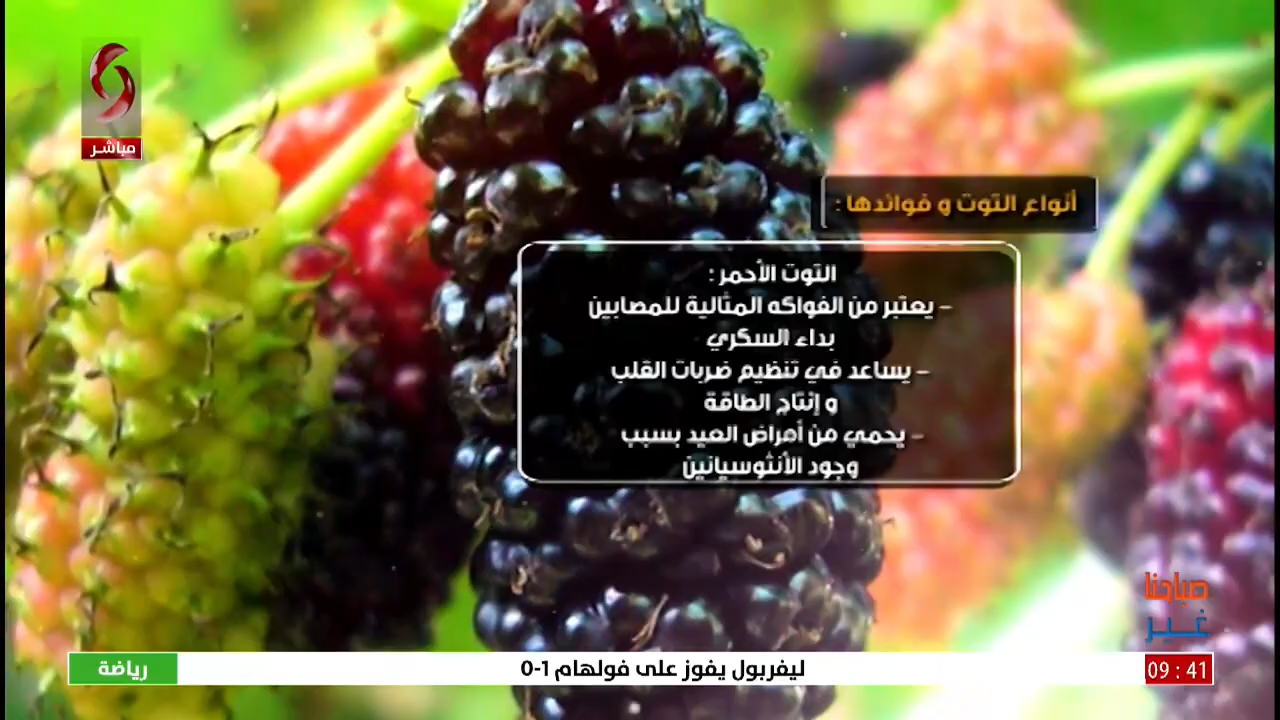 مباشر
أنواع التوت و فوائدها :
التوت الأحمر :
- يعتبر من الفواكه المثالية للمصابين
بداء السكري
- يساعد في تنظيم ضربات القلب
و إنتاج الطاقة
- يحمي من أمراض العيد بسبب
وجود الأنثوسيانين
صباحنا
غير
رياضة
ليفربول يفوز على فولهام 1-0
09 : 41